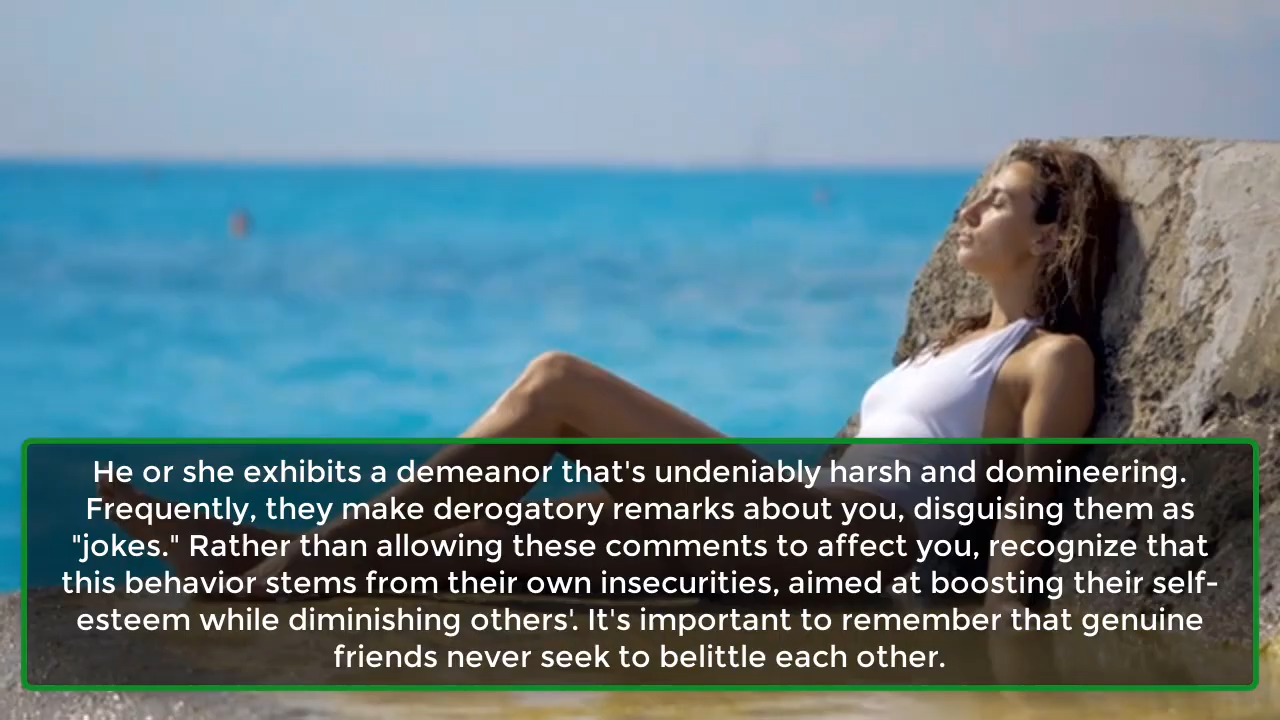 He or she exhibits a demeanor that's undeniably harsh and domineering.
Frequently, they make derogatory remarks about you, disguising them as
"jokes." Rather than allowing these comments to affect you, recognize that
this behavior stems from their own insecurities, aimed at boosting their self-
esteem while diminishing others'. It's important to remember that genuine
friends never seek to belittle each other.